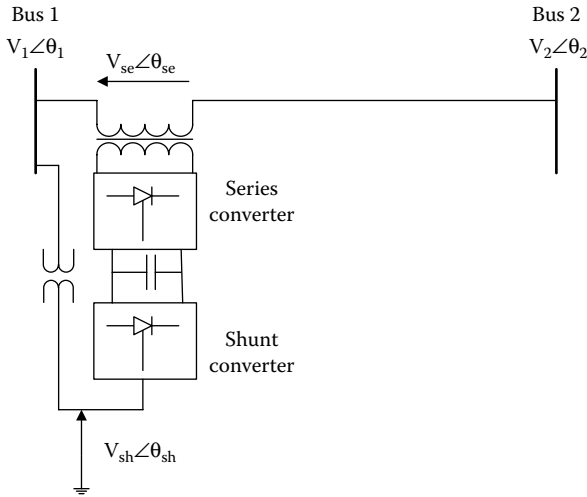 Bus 1
V₁∠θ₁
Bus 2
V₂∠θ₂
Vₛₑ∠θₛₑ
Series
converter
Shunt
converter
Vₛₕ∠θₛₕ